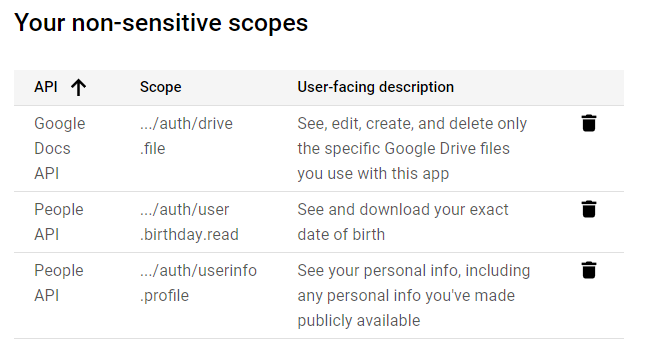 Your non-sensitive scopes
API Scope User-facing description
Google Docs API .../auth/drive.file See, edit, create, and delete only the specific Google Drive files you use with this app
People API .../auth/user.birthday.read See and download your exact date of birth
People API .../auth/userinfo.profile See your personal info, including any personal info you've made publicly available